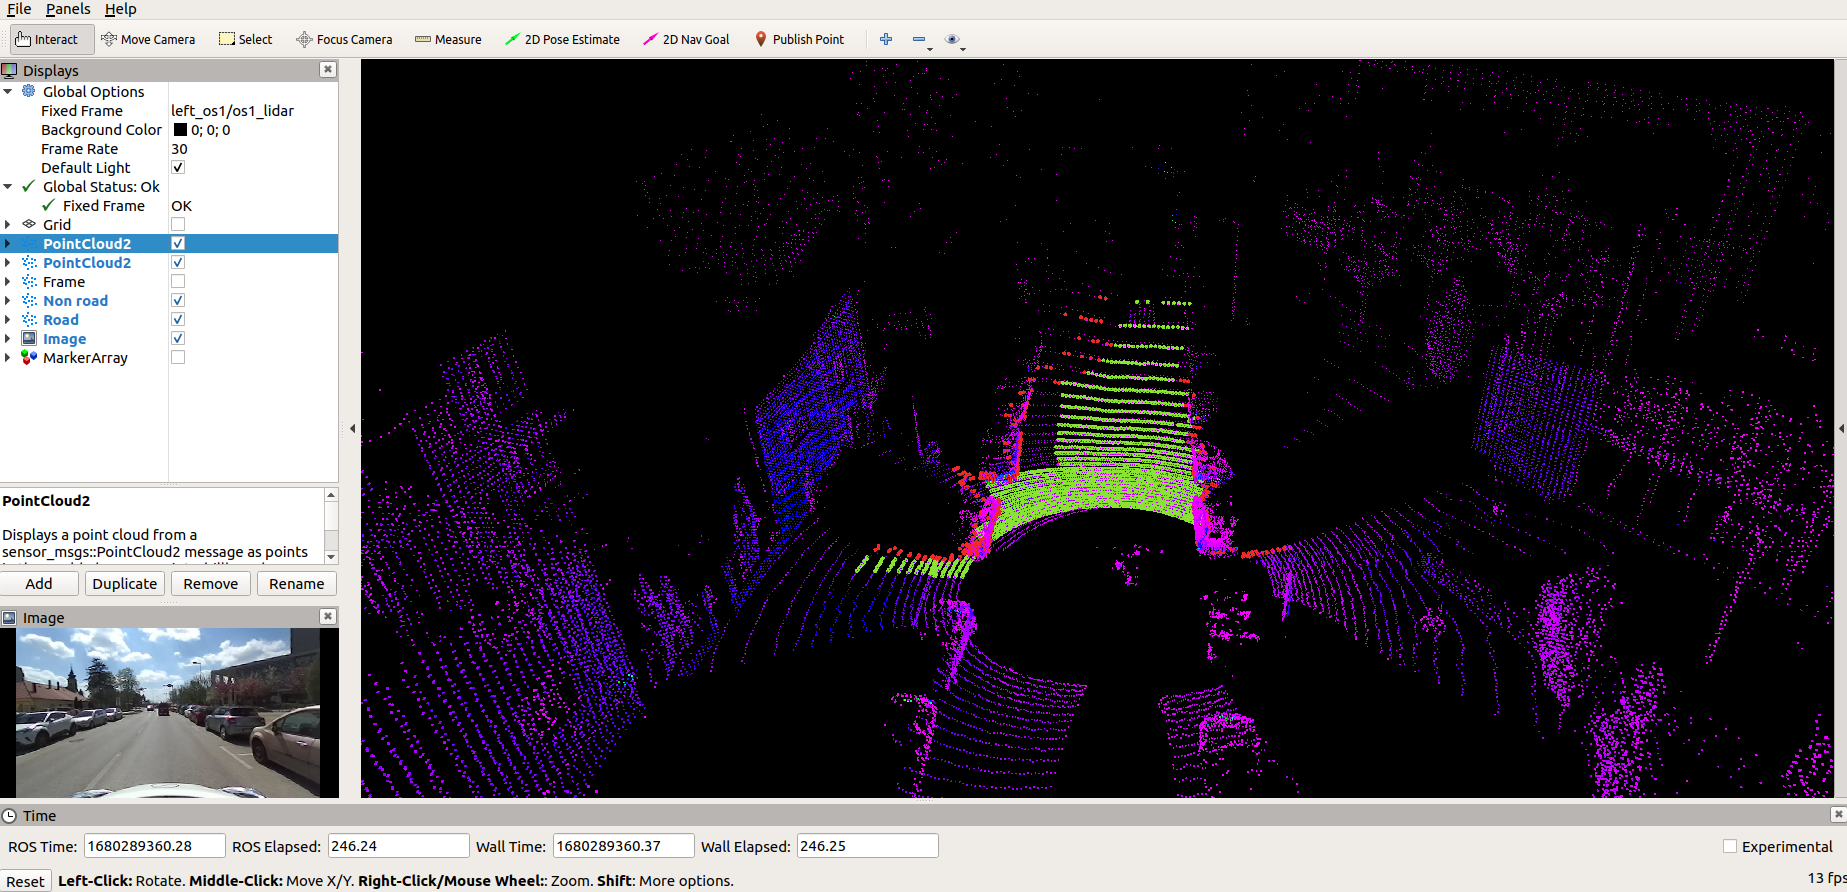 File Panels Help
Interact Move Camera Select Focus Camera Measure 2D Pose Estimate 2D Nav Goal Publish Point
Displays
Global Options
Fixed Frame left_os1/os1_lidar
Background Color 0; 0; 0
Frame Rate 30
Default Light
Global Status: Ok
Fixed Frame OK
Grid
PointCloud2
PointCloud2
Frame
Non road
Road
Image
MarkerArray
PointCloud2
Displays a point cloud from a
sensor_msgs::PointCloud2 message as points
Add Duplicate Remove Rename
Image
Time
ROS Time: 1680289360.28 ROS Elapsed: 246.24 Wall Time: 1680289360.37 Wall Elapsed: 246.25 Experimental
Reset Left-Click: Rotate. Middle-Click: Move X/Y. Right-Click/Mouse Wheel:: Zoom. Shift: More options. 13 fps